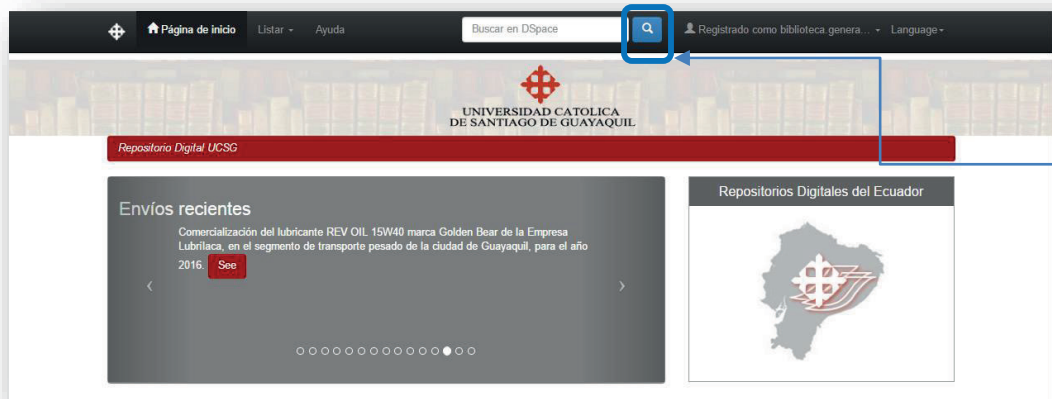 Página de inicio Listar Ayuda Buscar en DSpace Registrado como biblioteca.genera... Language
UNIVERSIDAD CATOLICA
DE SANTIAGO DE GUAYAQUIL
Repositorio Digital UCSG
Envíos recientes
Comercialización del lubricante REV OIL 15W40 marca Golden Bear de la Empresa
Lubrilaca, en el segmento de transporte pesado de la ciudad de Guayaquil, para el año
2016. See
Repositorios Digitales del Ecuador